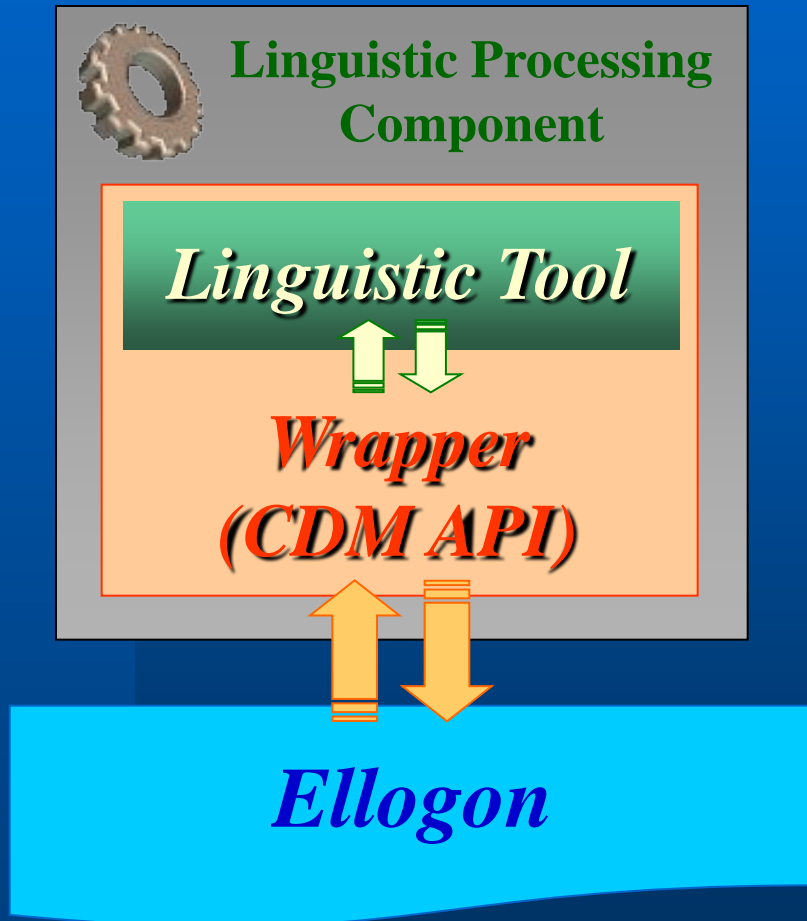 Linguistic Processing
Component
Linguistic Tool
Wrapper
(CDM API)
Ellogon